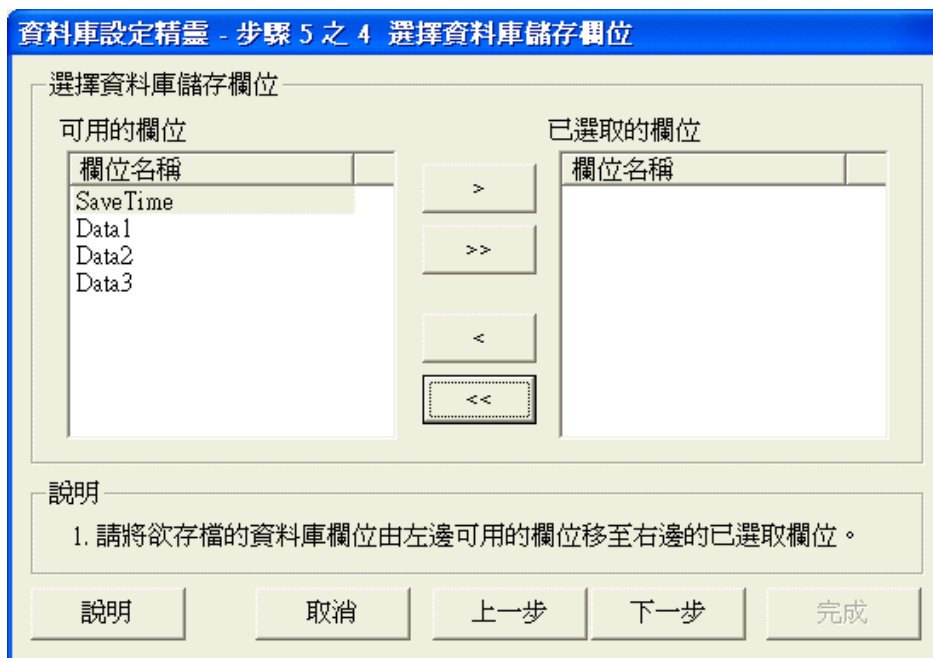 資料庫設定精靈 - 步驟 5 之 4 選擇資料庫儲存欄位
選擇資料庫儲存欄位
可用的欄位
欄位名稱
SaveTime
Data1
Data2
Data3
>
>>
<
<<
已選取的欄位
欄位名稱
說明
1. 請將欲存檔的資料庫欄位由左邊可用的欄位移至右邊的已選取欄位。
說明 取消 上一步 下一步 完成